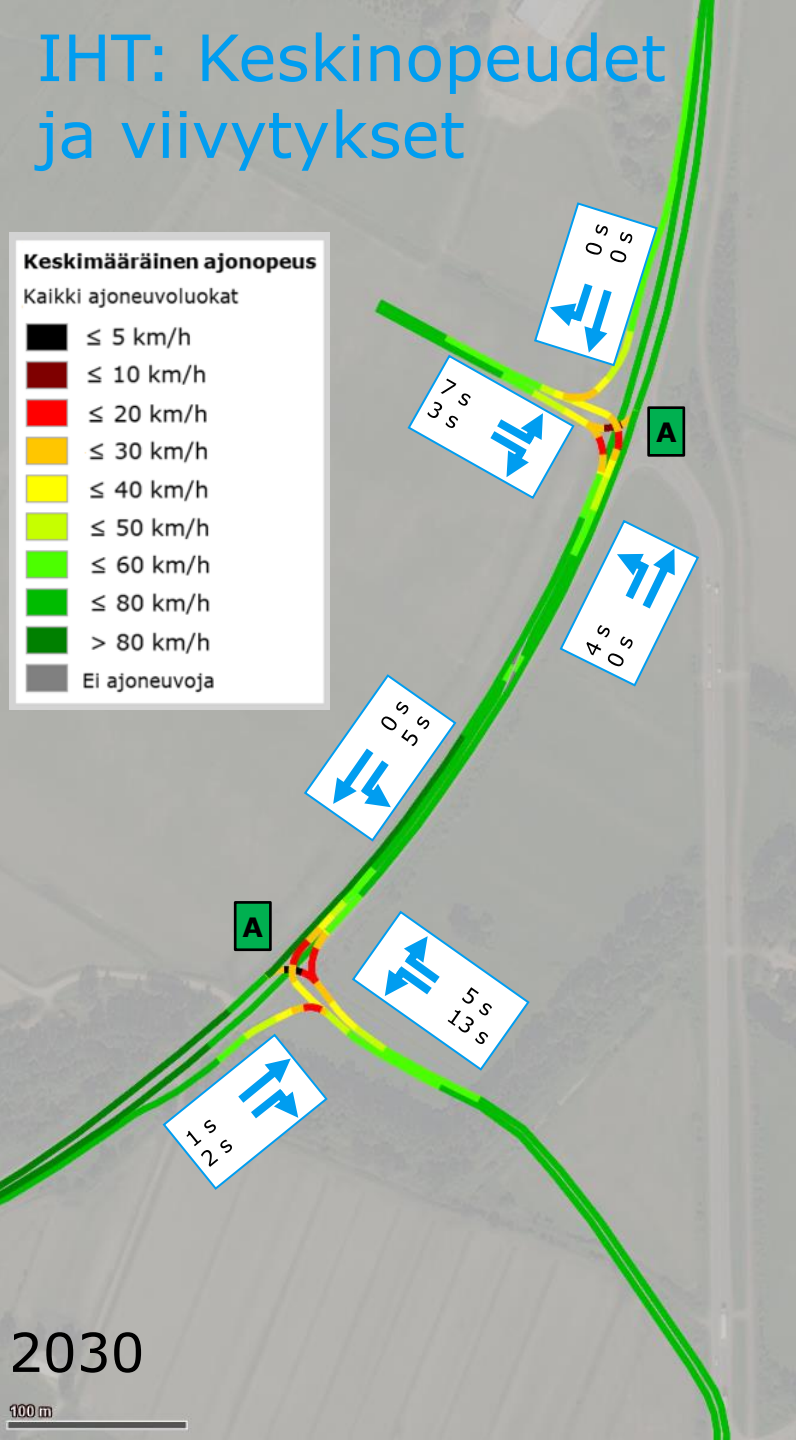 IHT: Keskinopeudet
ja viivytykset
Keskimääräinen ajonopeus
Kaikki ajoneuvoluokat
≤ 5 km/h
≤ 10 km/h
≤ 20 km/h
≤ 30 km/h
≤ 40 km/h
≤ 50 km/h
≤ 60 km/h
≤ 80 km/h
> 80 km/h
Ei ajoneuvoja
0 s
0 s
7 s
3 s
A
4 s
0 s
0 s
5 s
A
5 s
13 s
1 s
2 s
2030
100 m